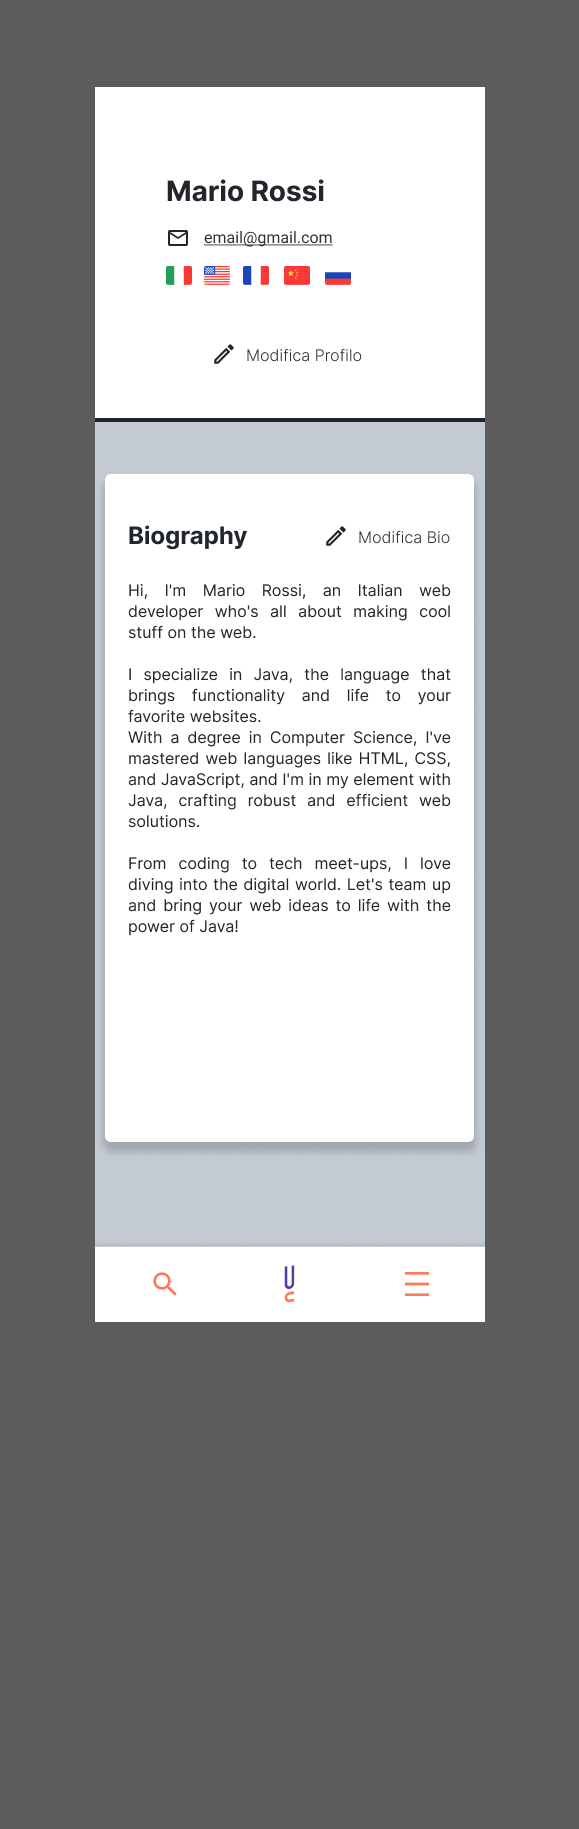 Mario Rossi
email@gmail.com
Modifica Profilo
Biography
Modifica Bio
Hi, I'm Mario Rossi, an Italian web
developer who's all about making cool
stuff on the web.
I specialize in Java, the language that
brings functionality and life to your
favorite websites.
With a degree in Computer Science, I've
mastered web languages like HTML, CSS,
and JavaScript, and I'm in my element with
Java, crafting robust and efficient web
solutions.
From coding to tech meet-ups, I love
diving into the digital world. Let's team up
and bring your web ideas to life with the
power of Java!